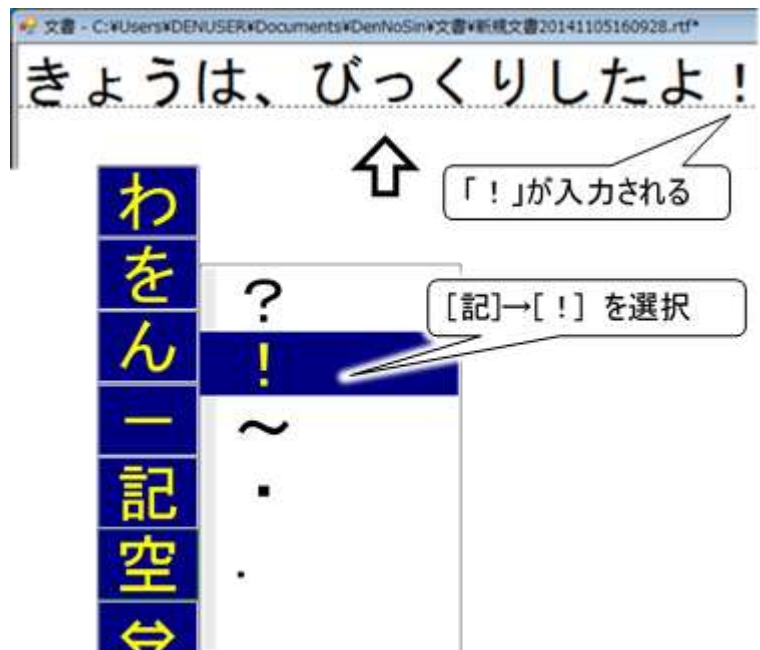 文書 - C:¥Users¥DENUSER¥Documents¥DenNoSin¥文書¥新規文書20141105160928.rtf*
きょうは、びっくりしたよ！
「！」が入力される
わ
を
ん
ー
記
空
⇔
？
！
～
・
．
[記]→[！] を選択